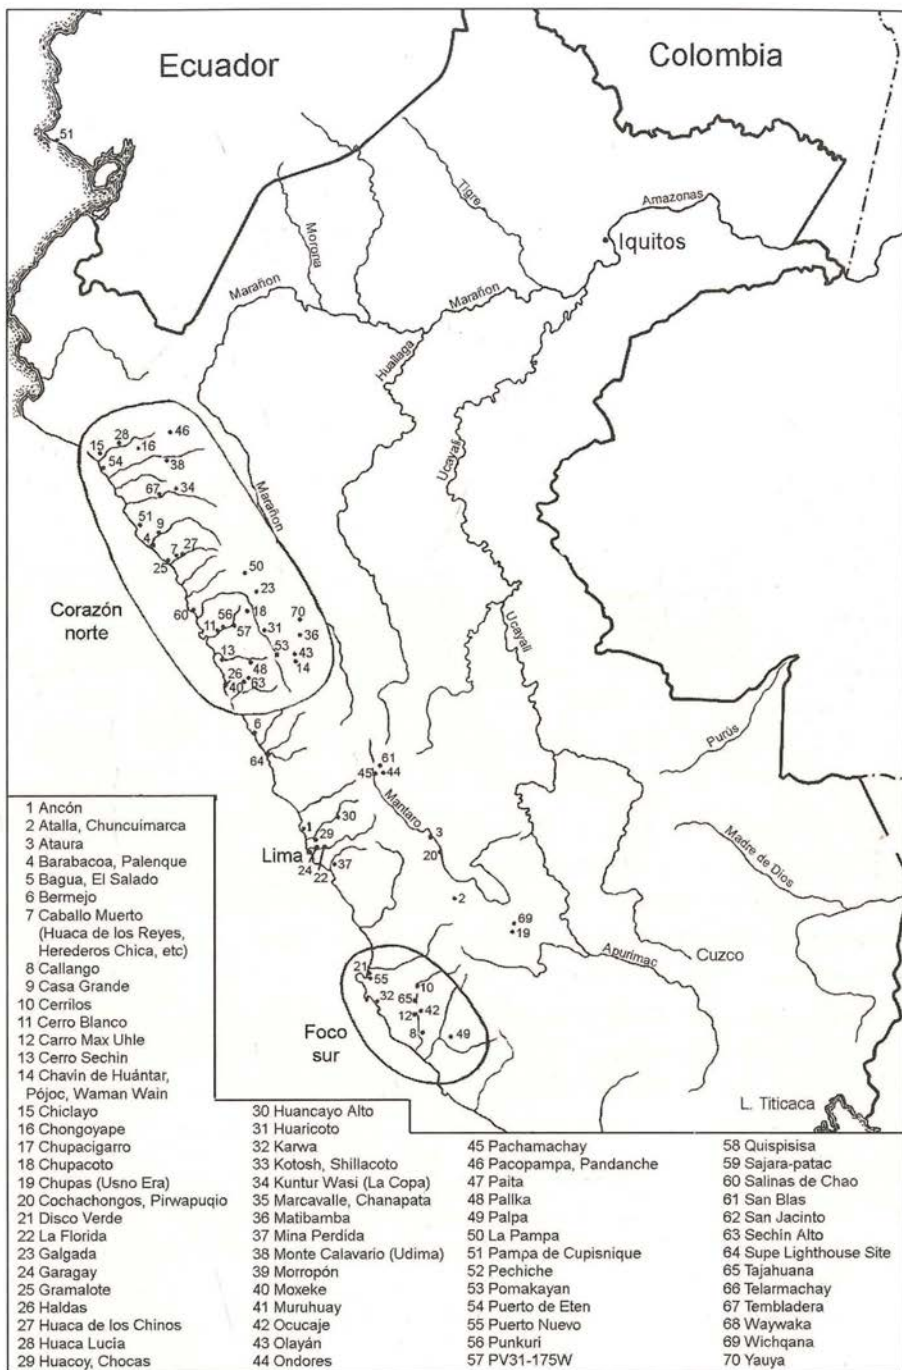 Ecuador
Colombia
51
Tigre
Morona
Amazonas
Iquitos
Marañon
Marañon
Huallaga
Ucayali
Marañon
28
46
15
16
54
38
67
34
51
9
4
7
27
25
50
23
Corazón
norte
60
56
18
70
11
57
31
36
53
43
13
48
14
26
63
40
Ucayali
6
64
61
45
44
Purús
Mantaro
30
1
29
3
Lima
20
24
37
22
Madre de Dios
2
69
19
Apurímac
Cuzco
21
55
10
32
65
12
42
8
49
Foco
sur
L. Titicaca
1 Ancón
2 Atalla, Chuncuimarca
3 Ataura
4 Barabacoa, Palenque
5 Bagua, El Salado
6 Bermejo
7 Caballo Muerto
(Huaca de los Reyes,
Herederos Chica, etc)
8 Callango
9 Casa Grande
10 Cerrilos
11 Cerro Blanco
12 Carro Max Uhle
13 Cerro Sechin
14 Chavin de Huántar,
Pójoc, Waman Wain
15 Chiclayo
16 Chongoyape
17 Chupacigarro
18 Chupacoto
19 Chupas (Usno Era)
20 Cochachongos, Pirwapuqio
21 Disco Verde
22 La Florida
23 Galgada
24 Garagay
25 Gramalote
26 Haldas
27 Huaca de los Chinos
28 Huaca Lucia
29 Huacoy, Chocas
30 Huancayo Alto
31 Huaricoto
32 Karwa
33 Kotosh, Shillacoto
34 Kuntur Wasi (La Copa)
35 Marcavalle, Chanapata
36 Matibamba
37 Mina Perdida
38 Monte Calavario (Udima)
39 Morropón
40 Moxeke
41 Muruhuay
42 Ocucaje
43 Olayán
44 Ondores
45 Pachamachay
46 Pacopampa, Pandanche
47 Paita
48 Pallka
49 Palpa
50 La Pampa
51 Pampa de Cupisnique
52 Pechiche
53 Pomakayan
54 Puerto de Eten
55 Puerto Nuevo
56 Punkuri
57 PV31-175W
58 Quispisisa
59 Sajara-patac
60 Salinas de Chao
61 San Blas
62 San Jacinto
63 Sechin Alto
64 Supe Lighthouse Site
65 Tajahuana
66 Telarmachay
67 Tembladera
68 Waywaka
69 Wichqana
70 Yauya